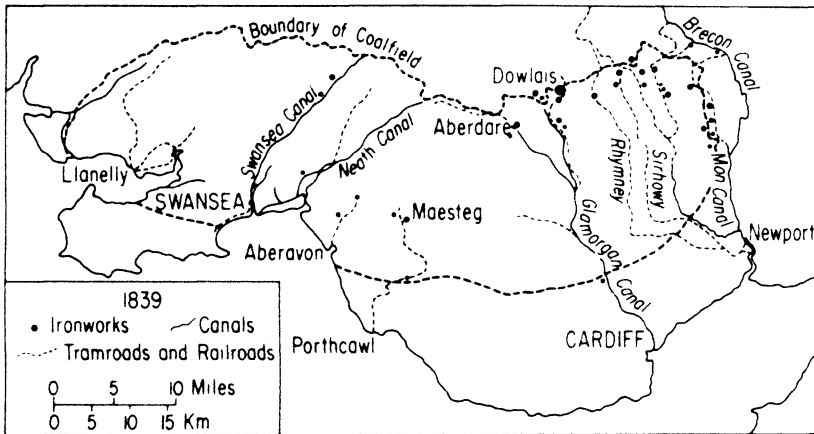 Boundary of Coalfield
Brecon Canal
Dowlais
Swansea Canal
Neath Canal
Aberdare
Rhymney
Sirhowy
Mon Canal
Llanelly
SWANSEA
Maesteg
Glamorgan Canal
Newport
Aberavon
Porthcawl
CARDIFF
1839
Ironworks
Canals
Tramroads and Railroads
0 5 10 Miles
0 5 10 15 Km